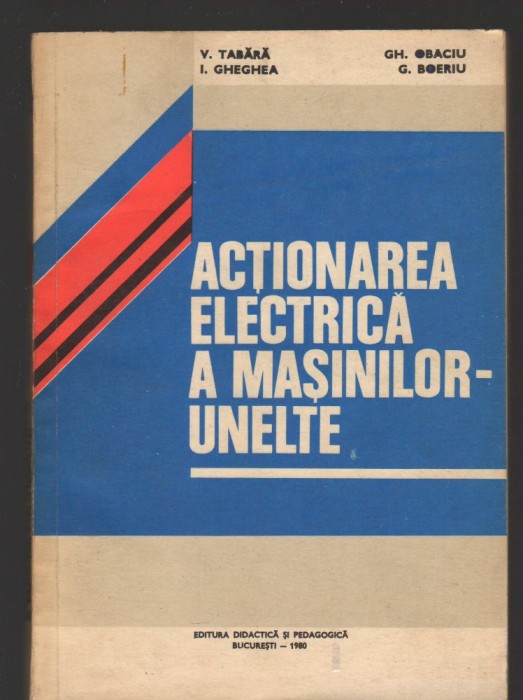 V. TABĂRĂ GH. OBACIU
I. GHEGHEA G. BOERIU
ACȚIONAREA
ELECTRICĂ
A MAȘINILOR-
UNELTE
EDITURA DIDACTICĂ ȘI PEDAGOGICĂ
BUCUREȘTI — 1980